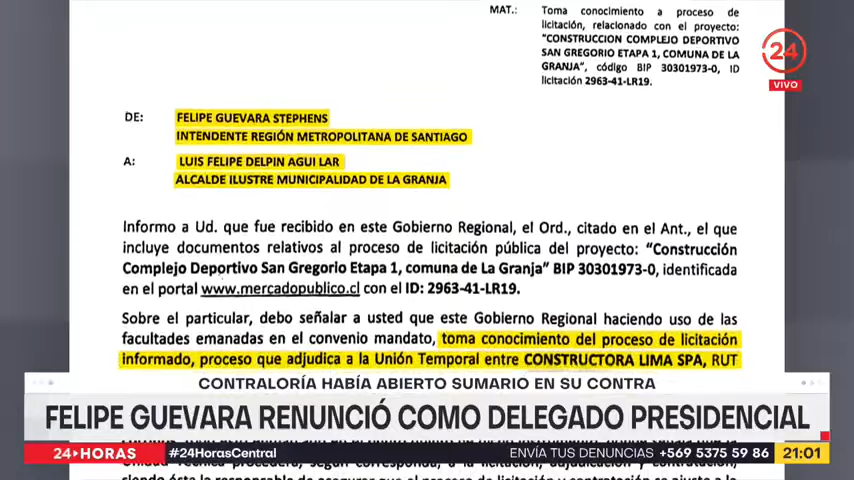 MAT.: Toma conocimiento a proceso de
licitación, relacionado con el proyecto:
"CONSTRUCCION COMPLEJO DEPORTIVO
SAN GREGORIO ETAPA 1, COMUNA DE LA
GRANJA", código BIP 30301973-0, ID
licitación 2963-41-LR19.
24
VIVO
DE: FELIPE GUEVARA STEPHENS
INTENDENTE REGIÓN METROPOLITANA DE SANTIAGO
A: LUIS FELIPE DELPIN AGUI LAR
ALCALDE ILUSTRE MUNICIPALIDAD DE LA GRANJA
Informo a Ud. que fue recibido en este Gobierno Regional, el Ord., citado en el Ant., el que
incluye documentos relativos al proceso de licitación pública del proyecto: "Construcción
Complejo Deportivo San Gregorio Etapa 1, comuna de La Granja" BIP 30301973-0, identificada
en el portal www.mercadopublico.cl con el ID: 2963-41-LR19.
Sobre el particular, debo señalar a usted que este Gobierno Regional haciendo uso de las
facultades emanadas en el convenio mandato, toma conocimiento del proceso de licitación
informado, proceso que adjudica a la Unión Temporal entre CONSTRUCTORA LIMA SPA, RUT
CONTRALORÍA HABÍA ABIERTO SUMARIO EN SU CONTRA
FELIPE GUEVARA RENUNCIÓ COMO DELEGADO PRESIDENCIAL
24 HORAS #24HorasCentral ENVÍA TUS DENUNCIAS +569 5375 59 86 21:01